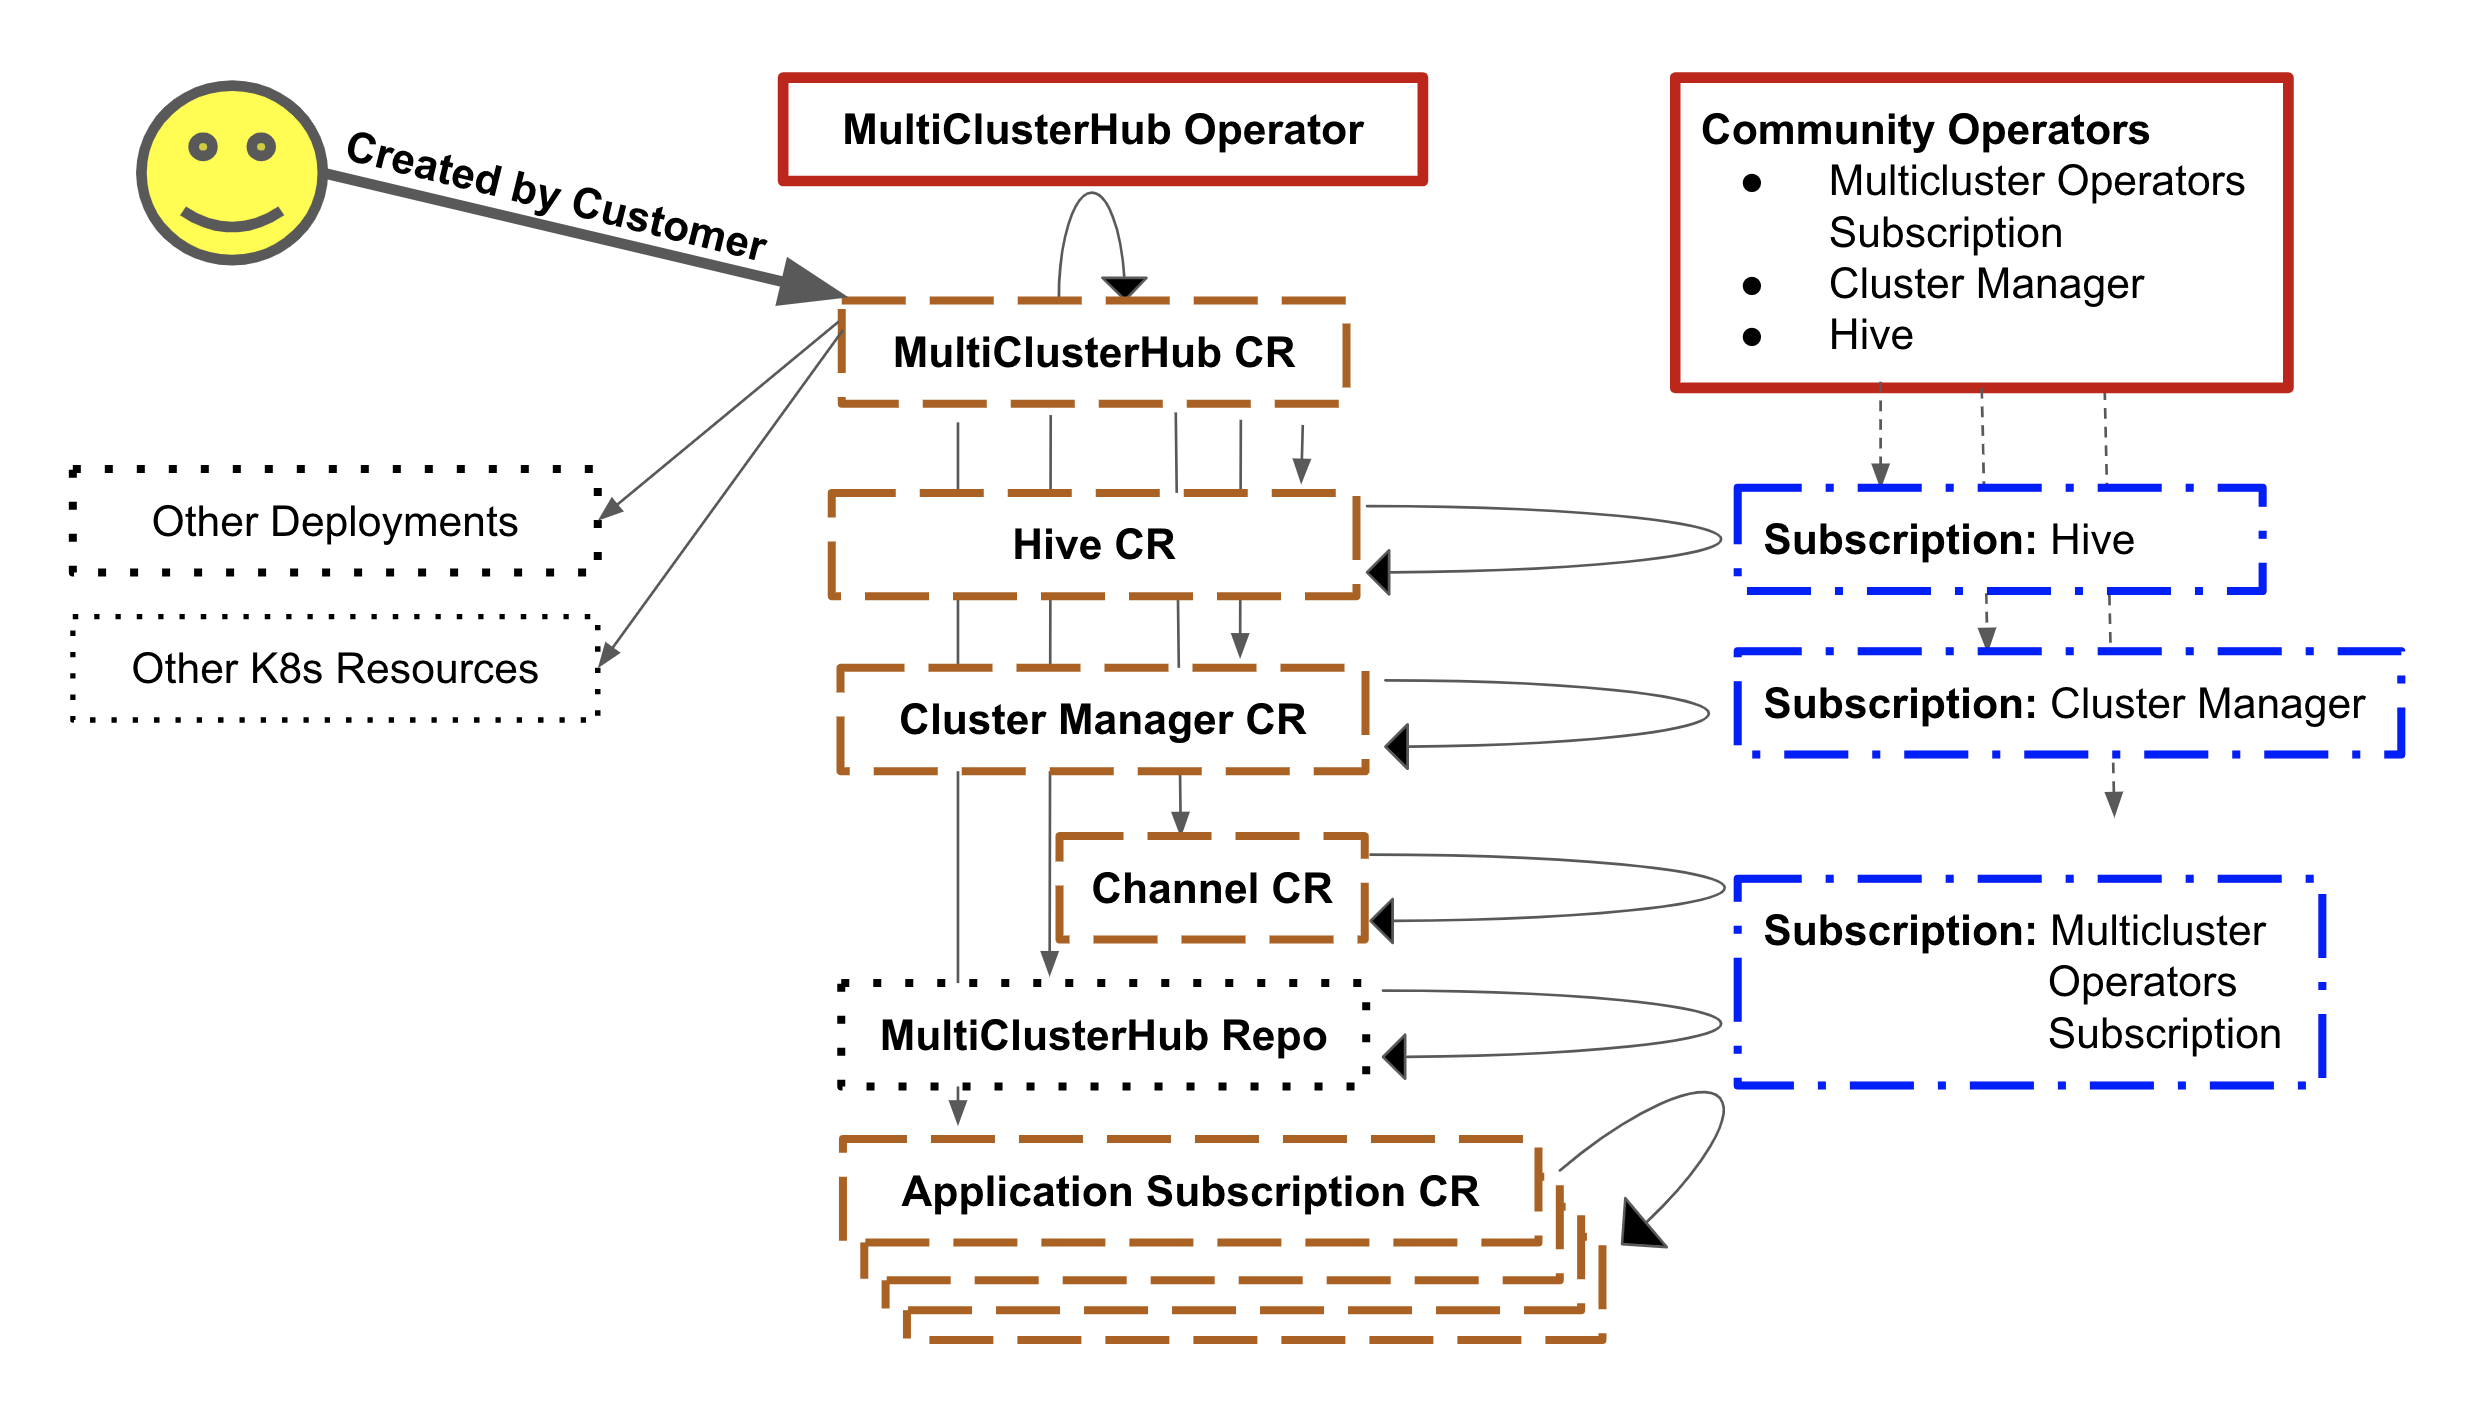 Created by Customer
MultiClusterHub Operator
Community Operators
● Multicluster Operators
Subscription
● Cluster Manager
● Hive
MultiClusterHub CR
Other Deployments
Hive CR
Subscription: Hive
Other K8s Resources
Cluster Manager CR
Subscription: Cluster Manager
Channel CR
Subscription: Multicluster
Operators
Subscription
MultiClusterHub Repo
Application Subscription CR